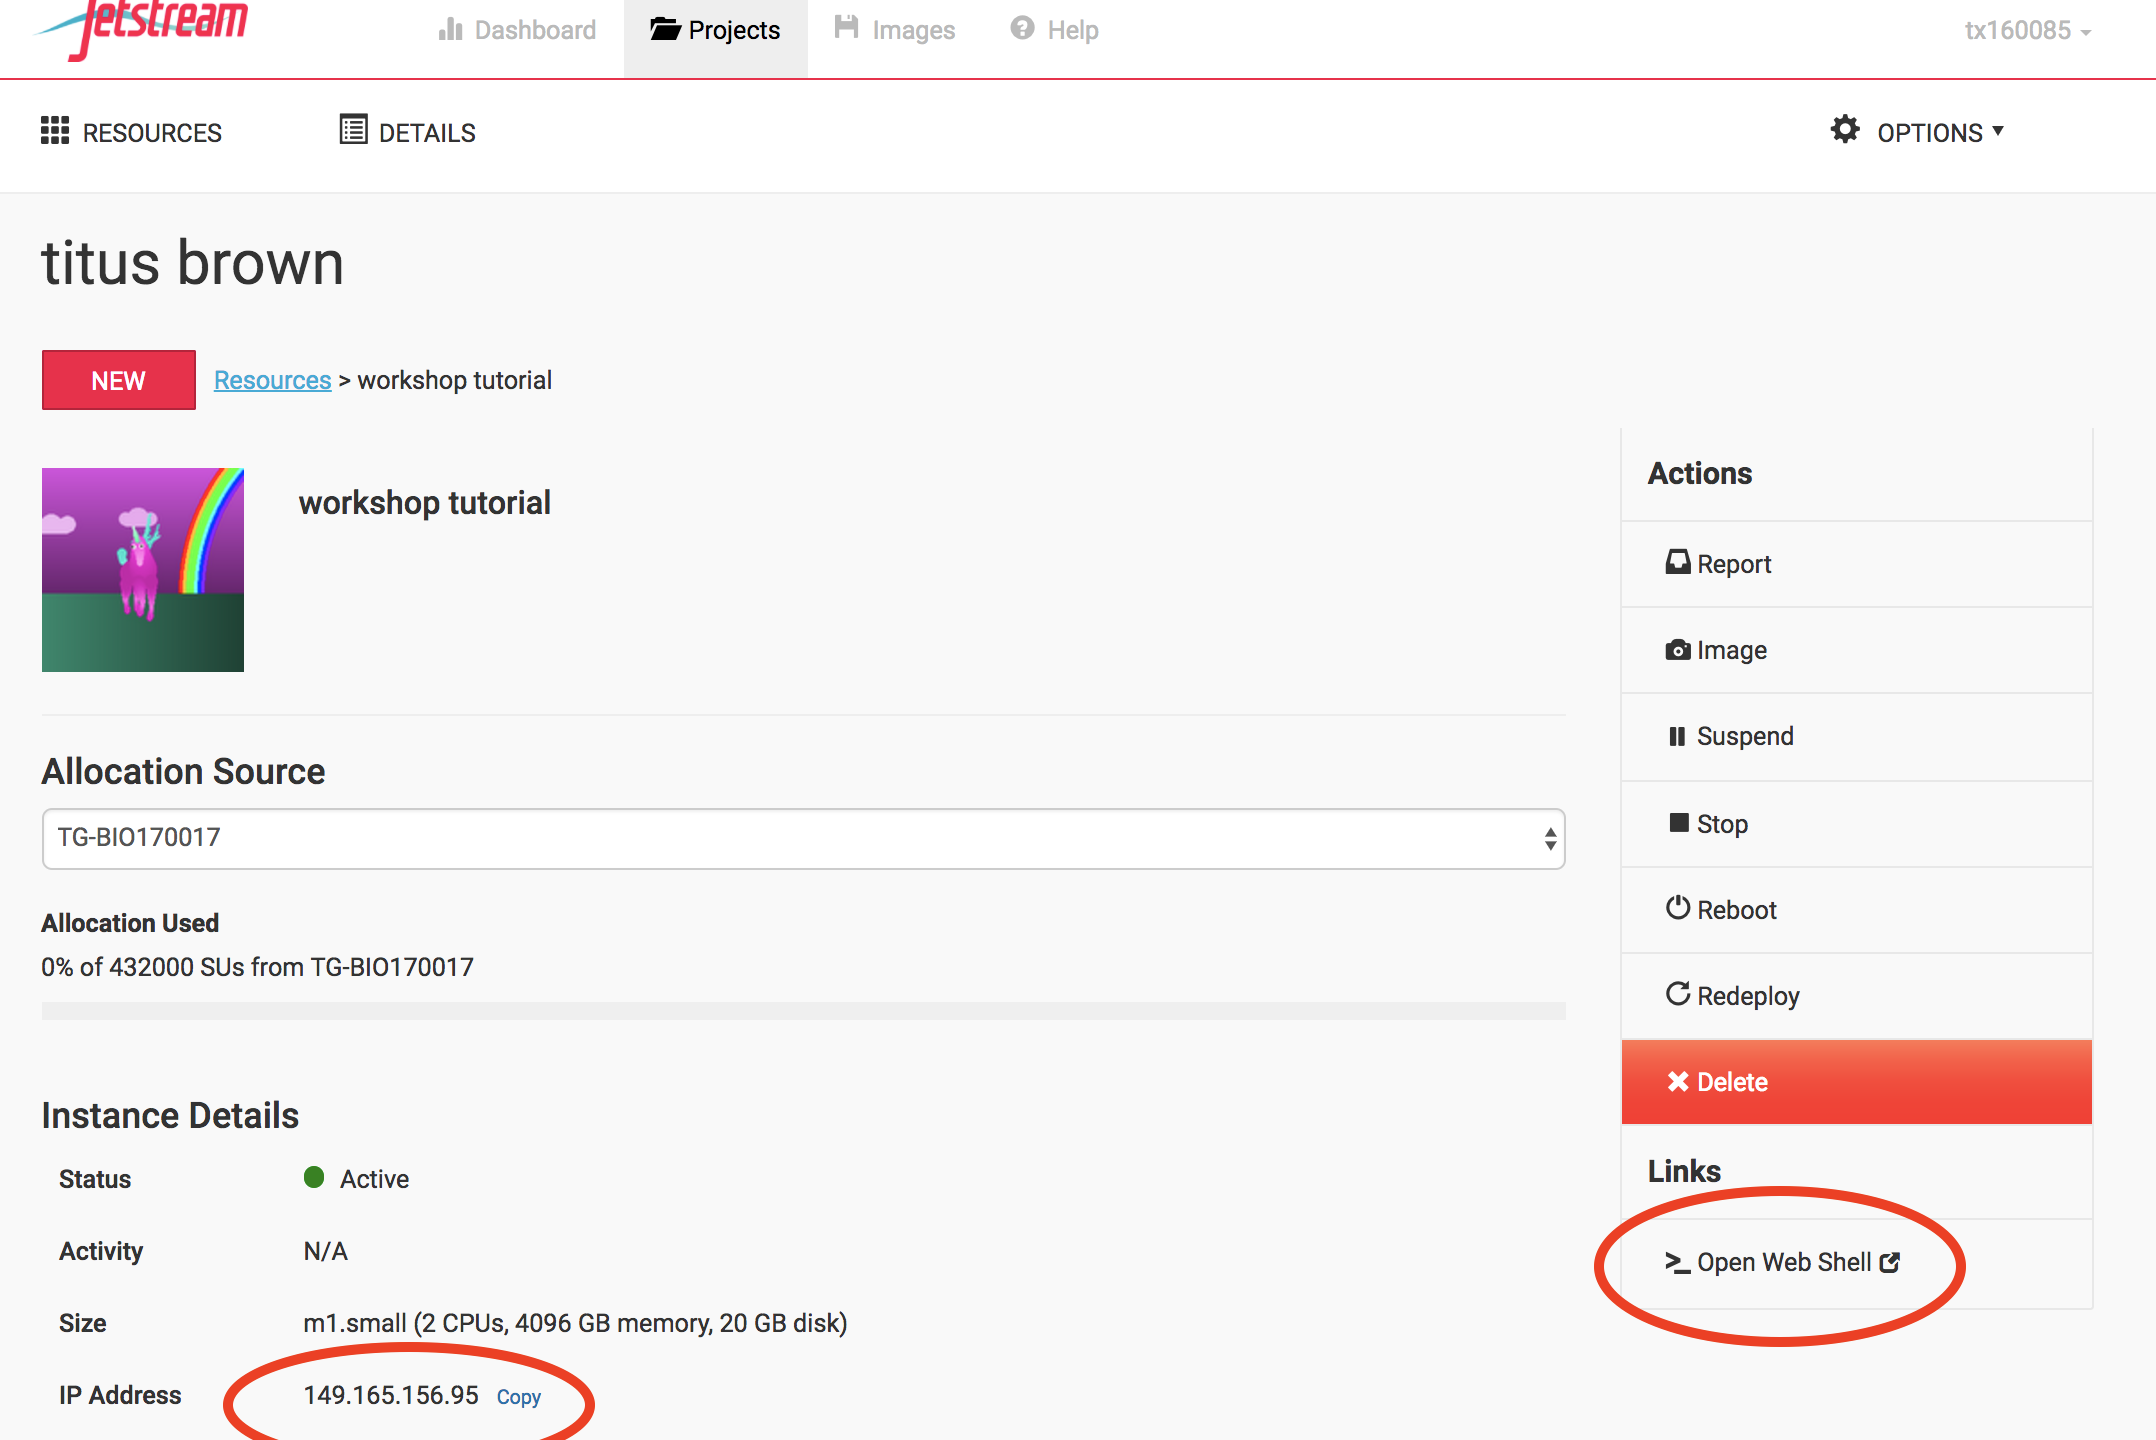 Jetstream
Dashboard
Projects
Images
Help
tx160085
RESOURCES
DETAILS
OPTIONS
titus brown
NEW
Resources > workshop tutorial
workshop tutorial
Allocation Source
TG-BIO170017
Allocation Used
0% of 432000 SUs from TG-BIO170017
Instance Details
Status Active
Activity N/A
Size m1.small (2 CPUs, 4096 GB memory, 20 GB disk)
IP Address 149.165.156.95 Copy
Actions
Report
Image
Suspend
Stop
Reboot
Redeploy
Delete
Links
Open Web Shell